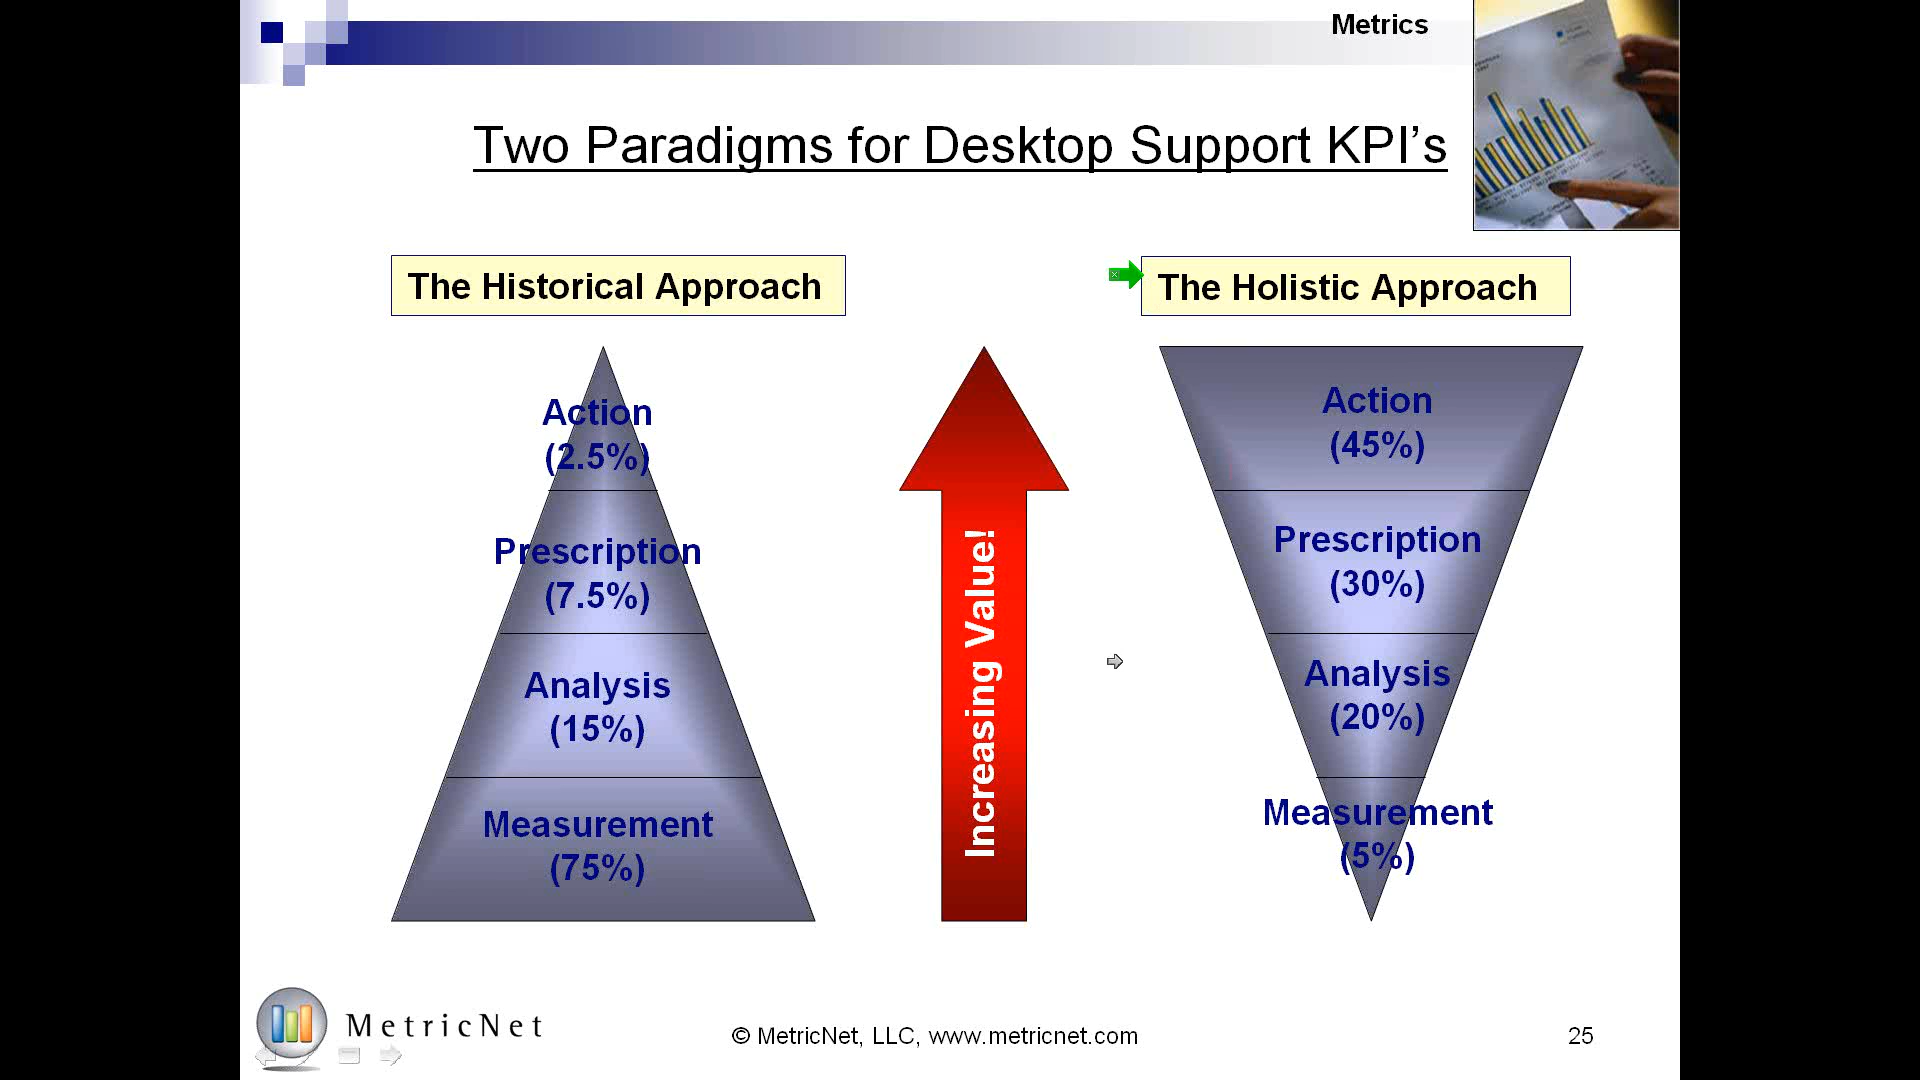 Metrics
Two Paradigms for Desktop Support KPI's
The Historical Approach
Action
(2.5%)
Prescription
(7.5%)
Analysis
(15%)
Measurement
(75%)
Increasing Value!
The Holistic Approach
Action
(45%)
Prescription
(30%)
Analysis
(20%)
Measurement
(5%)
MetricNet
© MetricNet, LLC, www.metricnet.com
25